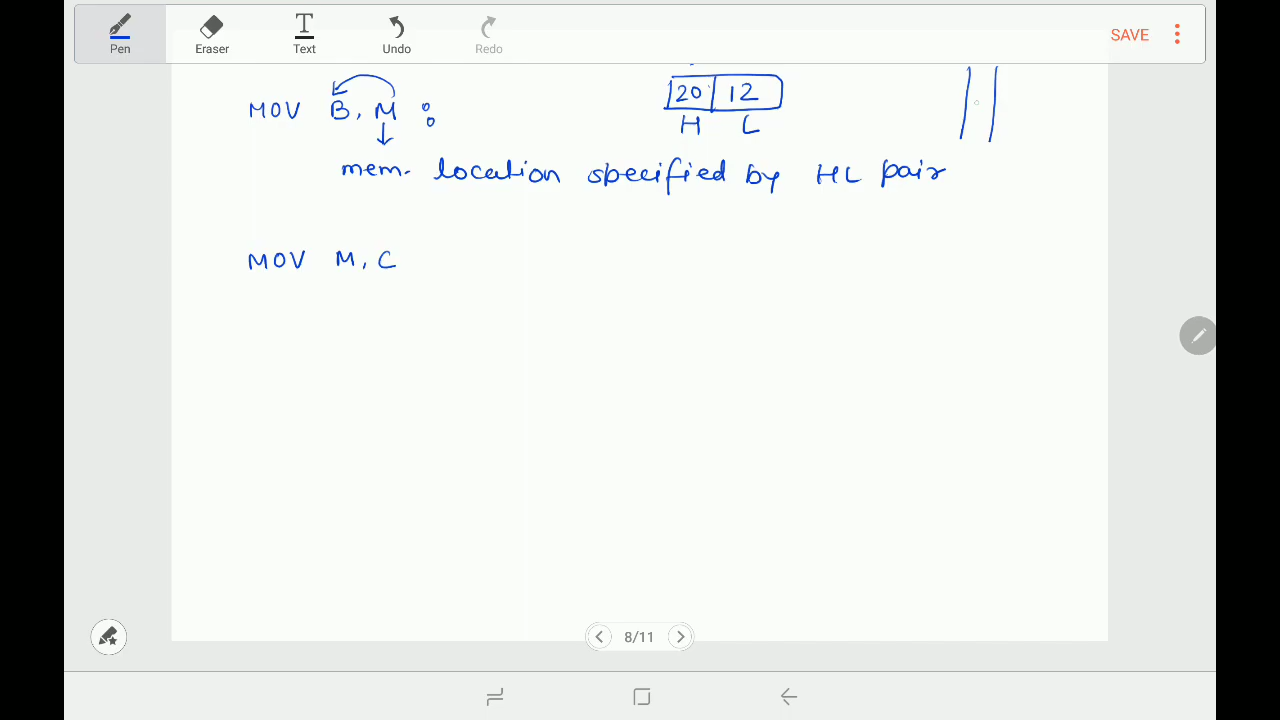 Pen Eraser Text Undo Redo SAVE
MOV B, M :
20 12
H L
mem. location specified by HL pair
MOV M, C
8/11